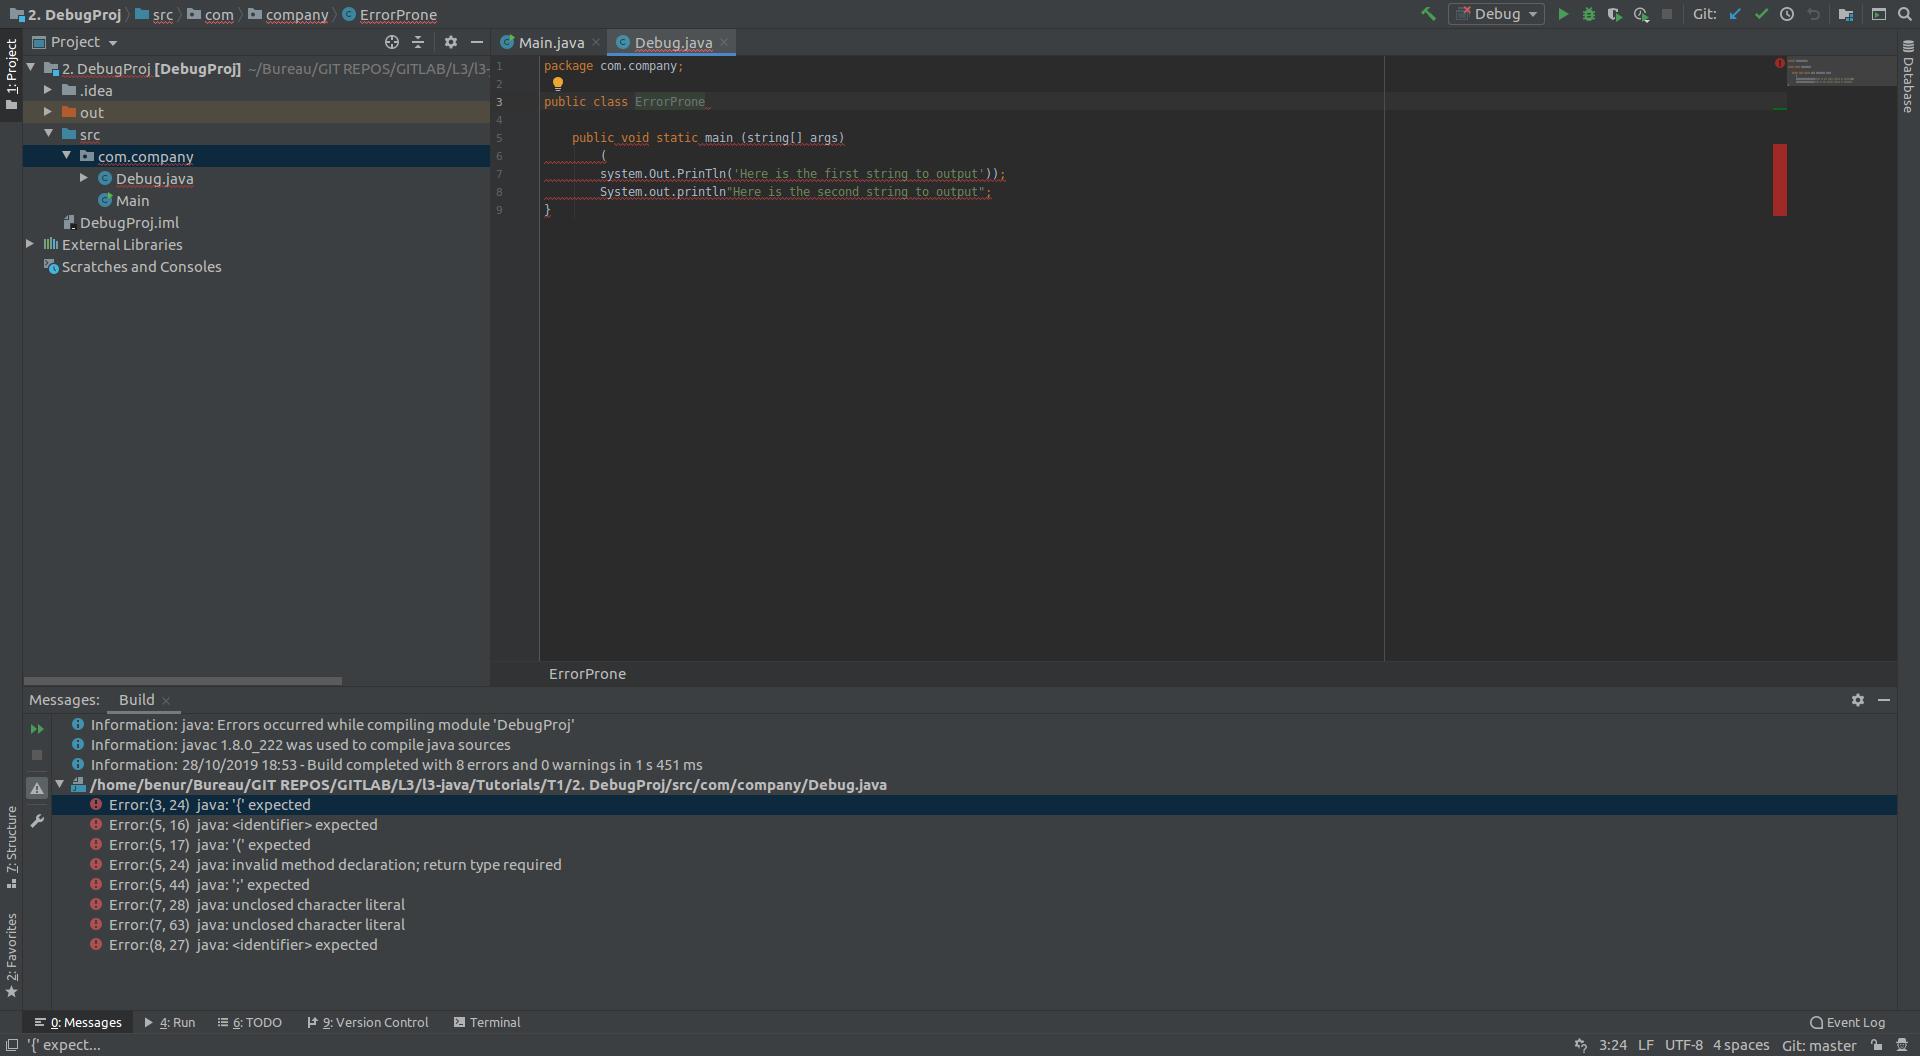 2. DebugProj src com company ErrorProne
Debug
Git:
1: Project
Project
2. DebugProj [DebugProj] ~/Bureau/GIT REPOS/GITLAB/L3/l3-
.idea
out
src
com.company
Debug.java
Main
DebugProj.iml
External Libraries
Scratches and Consoles
Main.java
Debug.java
1 package com.company;
2
3 public class ErrorProne
4
5 public void static main (string[] args)
6 (
7 system.Out.PrinTln('Here is the first string to output'));
8 System.out.println"Here is the second string to output";
9 }
ErrorProne
Database
Messages: Build
Information: java: Errors occurred while compiling module 'DebugProj'
Information: javac 1.8.0_222 was used to compile java sources
Information: 28/10/2019 18:53 - Build completed with 8 errors and 0 warnings in 1 s 451 ms
/home/benur/Bureau/GIT REPOS/GITLAB/L3/l3-java/Tutorials/T1/2. DebugProj/src/com/company/Debug.java
Error:(3, 24) java: '{' expected
Error:(5, 16) java: <identifier> expected
Error:(5, 17) java: '(' expected
Error:(5, 24) java: invalid method declaration; return type required
Error:(5, 44) java: ';' expected
Error:(7, 28) java: unclosed character literal
Error:(7, 63) java: unclosed character literal
Error:(8, 27) java: <identifier> expected
7: Structure
2: Favorites
0: Messages 4: Run 6: TODO 9: Version Control Terminal Event Log
'{' expect... 3:24 LF UTF-8 4 spaces Git: master